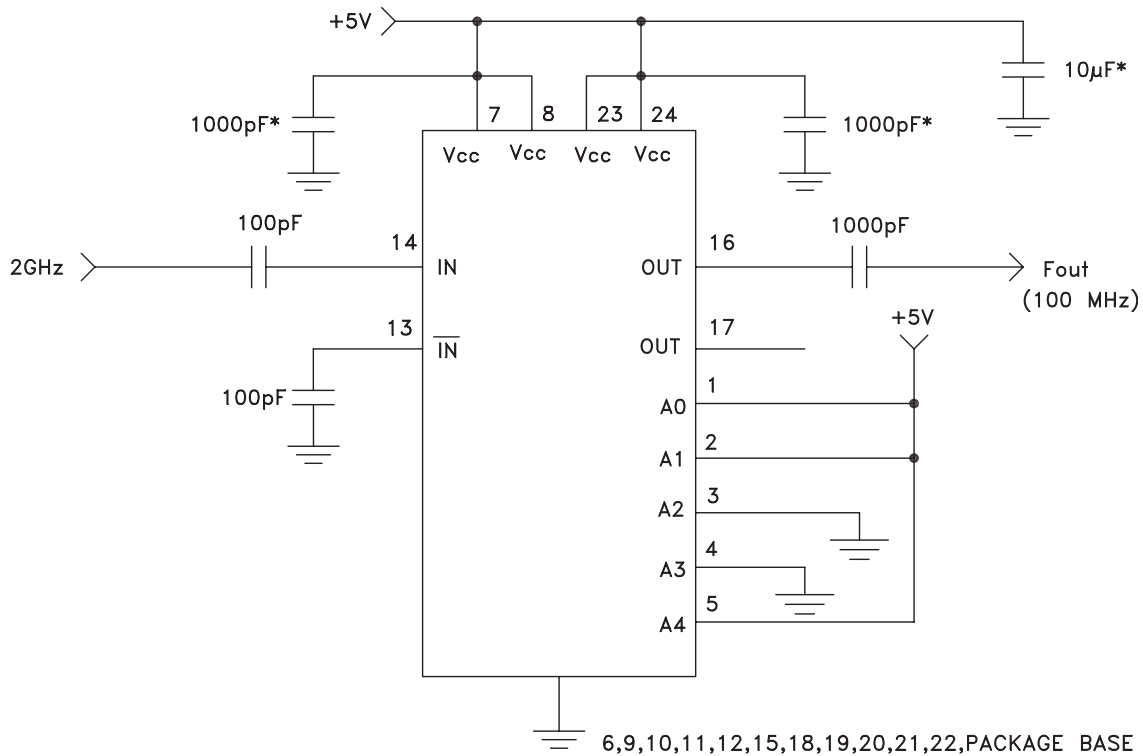 +5V
10µF*
1000pF*
7 8 23 24
1000pF*
Vcc Vcc Vcc Vcc
100pF
1000pF
14
16
2GHz
IN
OUT
Fout
(100 MHz)
+5V
13
17
IN
OUT
100pF
1
A0
2
A1
3
A2
4
A3
5
A4
6,9,10,11,12,15,18,19,20,21,22,PACKAGE BASE